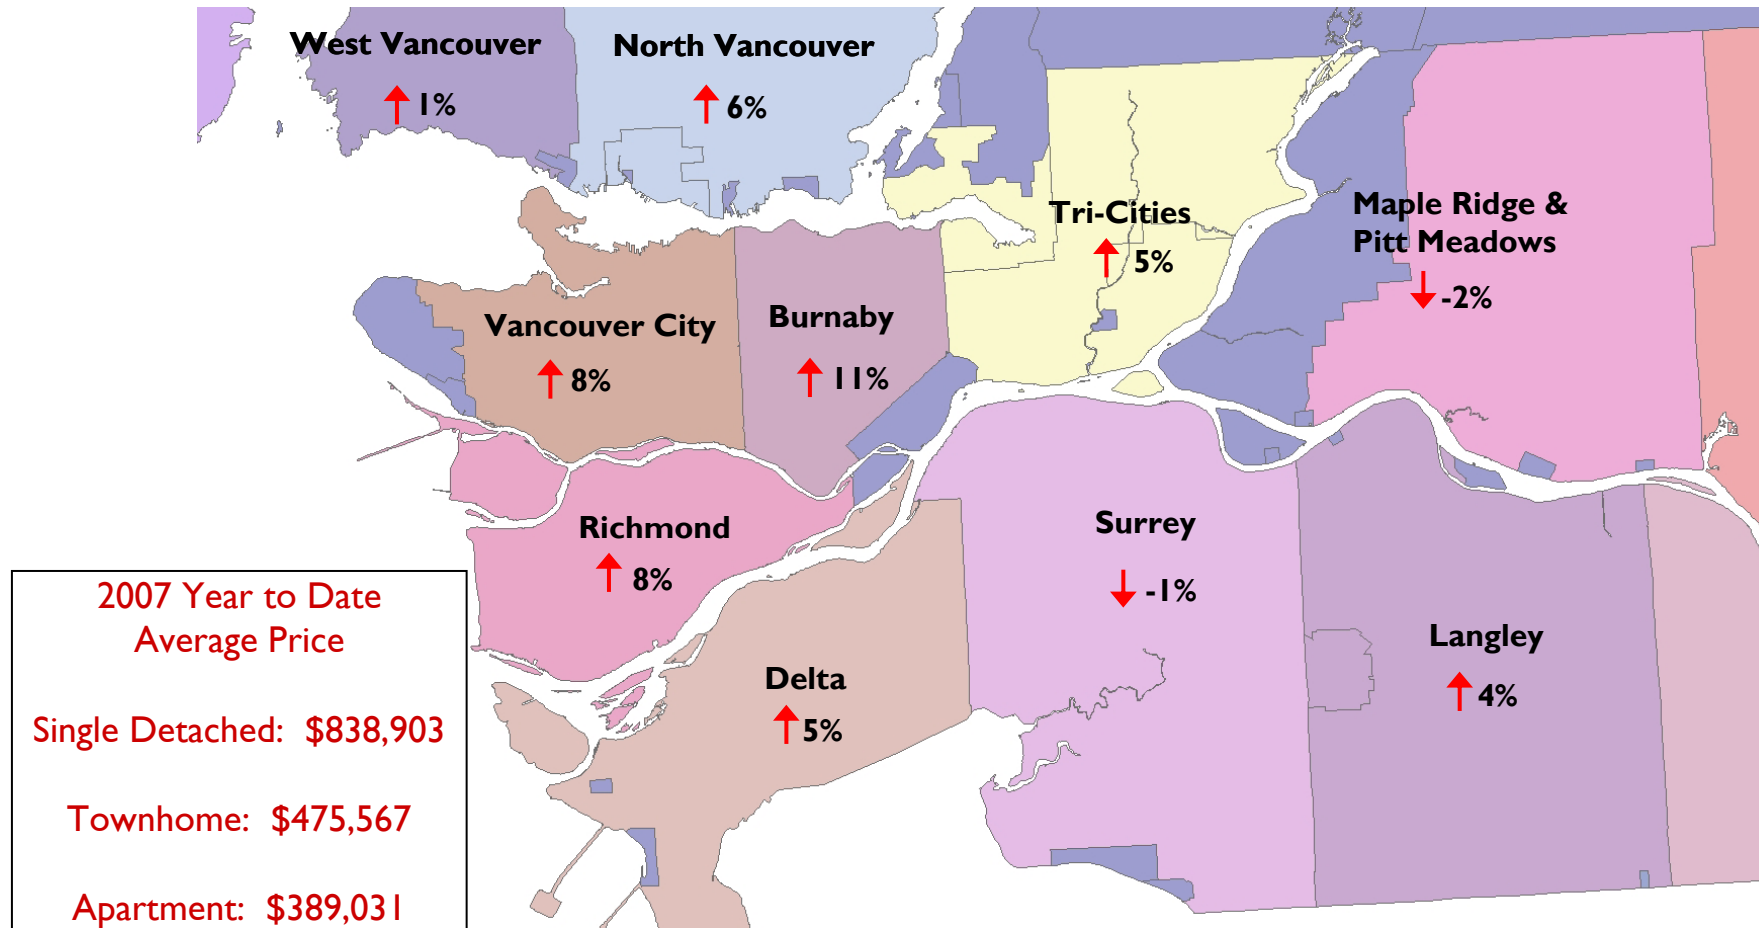 West Vancouver
1%
North Vancouver
6%
Tri-Cities
5%
Maple Ridge &
Pitt Meadows
-2%
Vancouver City
8%
Burnaby
11%
Richmond
8%
Surrey
-1%
Langley
4%
Delta
5%
2007 Year to Date
Average Price
Single Detached: $838,903
Townhome: $475,567
Apartment: $389,031